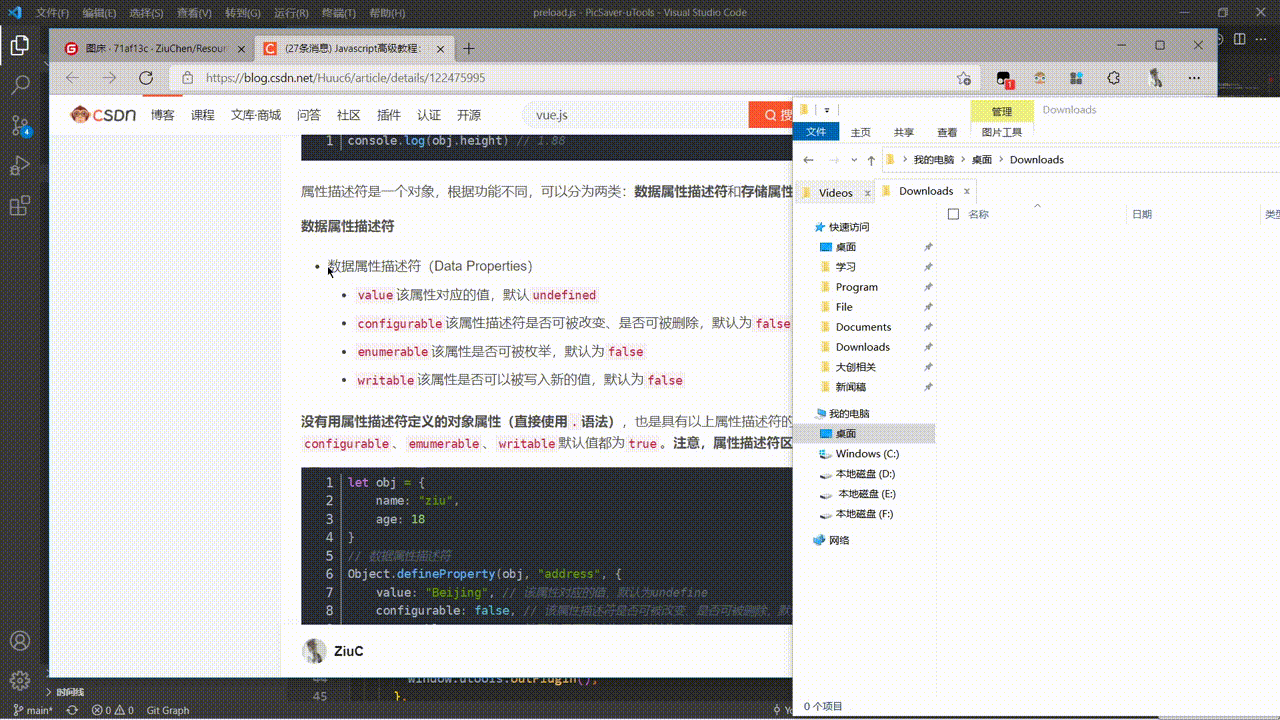 文件(F) 编辑(E) 选择(S) 查看(V) 转到(G) 运行(R) 终端(T) 帮助(H) preload.js - PicSaver-uTools - Visual Studio Code
图床 · 71af13c · ZiuChen/Resour
(27条消息) Javascript高级教程:
https://blog.csdn.net/Huuc6/article/details/122475995
1
CSDN 博客 课程 文库·商城 问答 社区 插件 认证 开源 vue.js 搜
1 console.log(obj.height) // 1.88
属性描述符是一个对象，根据功能不同，可以分为两类：数据属性描述符和存储属性
数据属性描述符
数据属性描述符（Data Properties）
value 该属性对应的值，默认 undefined
configurable 该属性描述符是否可被改变、是否可被删除，默认为 false
enumerable 该属性是否可被枚举，默认为 false
writable 该属性是否可以被写入新的值，默认为 false
没有用属性描述符定义的对象属性（直接使用 . 语法），也是具有以上属性描述符的
configurable 、 emumerable 、 writable 默认值都为 true 。注意，属性描述符区
1 let obj = {
2 name: "ziu",
3 age: 18
4 }
5 // 数据属性描述符
6 Object.defineProperty(obj, "address", {
7 value: "Beijing", // 该属性对应的值，默认为undefine
8 configurable: false, // 该属性描述符是否可被改变、是否可被删除，默
ZiuC
4
window.utools.outPlugin();
45 },
时间线
main* 0 0 Git Graph
管理 Downloads
文件 主页 共享 查看 图片工具
我的电脑 桌面 Downloads
Videos x Downloads x
名称 日期 类型
快速访问
桌面
学习
Program
File
Documents
Downloads
大创相关
新闻稿
我的电脑
桌面
Windows (C:)
本地磁盘 (D:)
本地磁盘 (E:)
本地磁盘 (F:)
网络
0 个项目